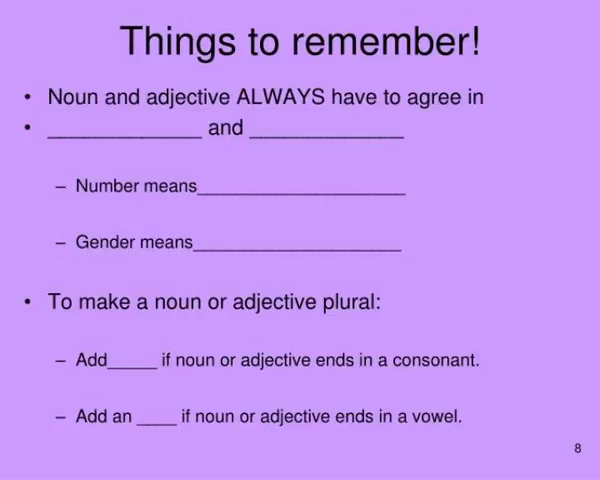 Things to remember!
• Noun and adjective ALWAYS have to agree in
• _____________ and _____________
– Number means_____________________
– Gender means_____________________
• To make a noun or adjective plural:
– Add_____ if noun or adjective ends in a consonant.
– Add an ____ if noun or adjective ends in a vowel.
8